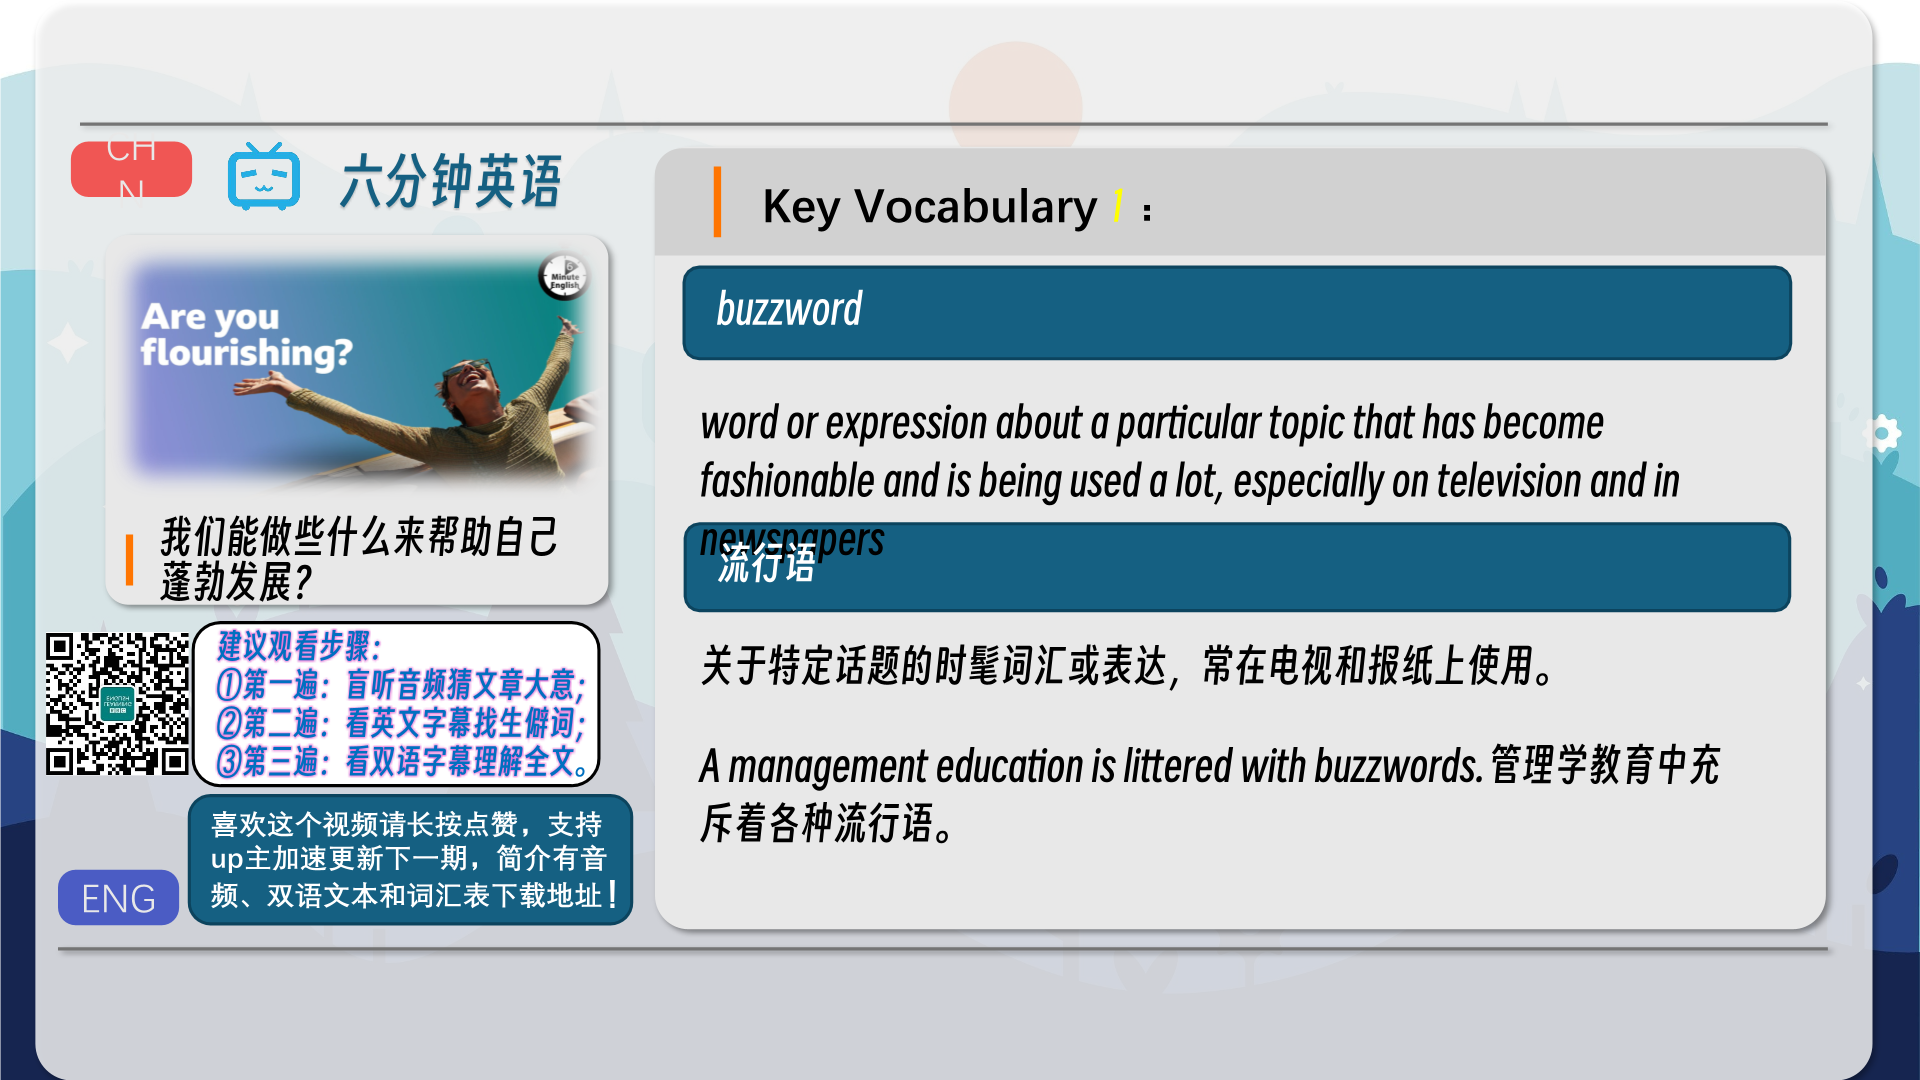 CH
N
六分钟英语
Are you
flourishing?
6
Minute
English
我们能做些什么来帮助自己
蓬勃发展？
建议观看步骤：
①第一遍：盲听音频猜文章大意；
②第二遍：看英文字幕找生僻词；
③第三遍：看双语字幕理解全文。
喜欢这个视频请长按点赞，支持
up主加速更新下一期，简介有音
频、双语文本和词汇表下载地址！
ENG
Key Vocabulary 1：
buzzword
word or expression about a particular topic that has become
fashionable and is being used a lot, especially on television and in
newspapers
流行语
关于特定话题的时髦词汇或表达，常在电视和报纸上使用。
A management education is littered with buzzwords. 管理学教育中充
斥着各种流行语。